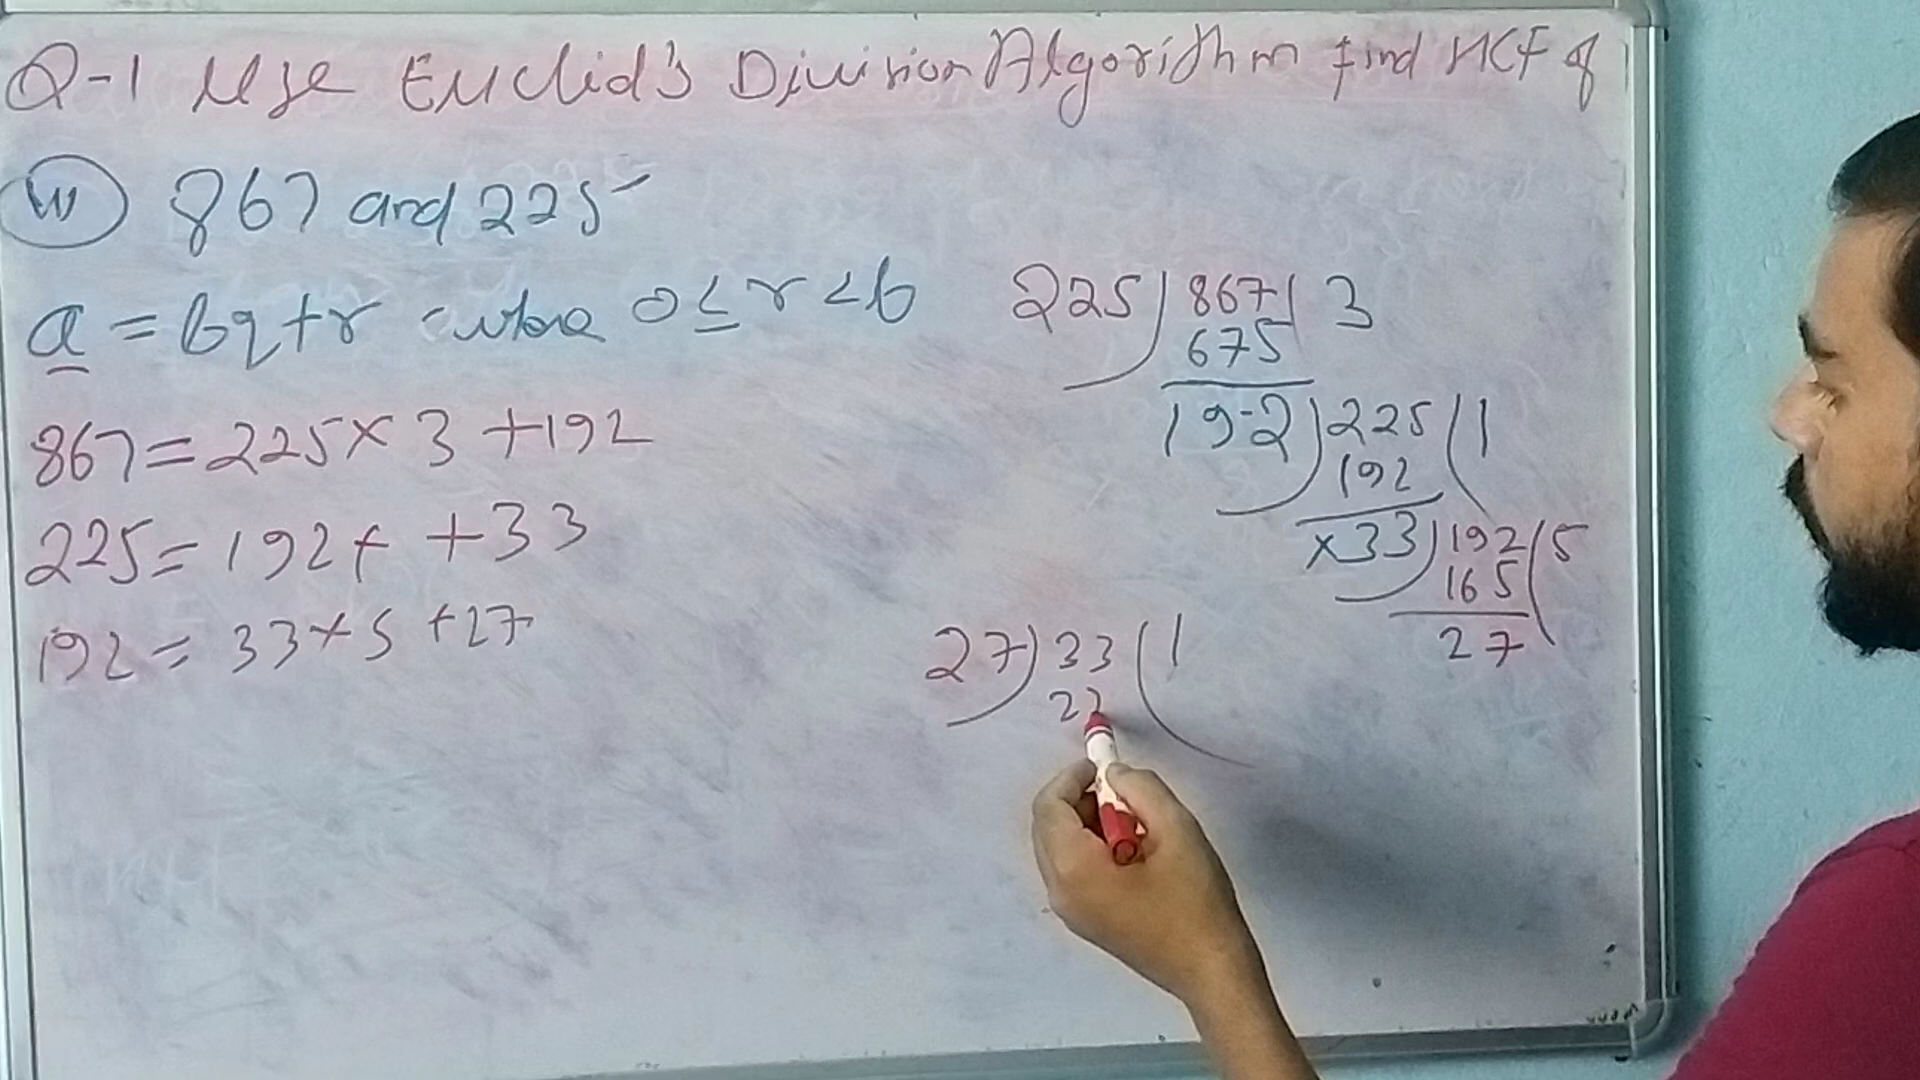 Q-1 Use Euclid's Division Algorithm find HCF of
867 and 225
a = bq+r where 0 ≤ r < b
867 = 225 × 3 + 192
225 = 192 × + 33
192 = 33 × 5 + 27
225 ) 867 ( 3
675
192 ) 225 ( 1
192
× 33 ) 192 ( 5
165
27
27 ) 33 ( 1